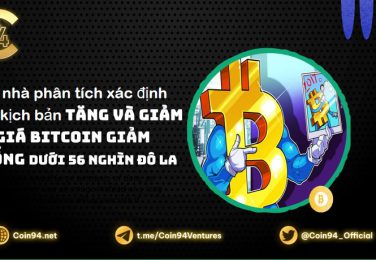 94
nhà phân tích xác định
kịch bản TĂNG VÀ GIẢM
GIÁ BITCOIN GIẢM
DƯỚI 56 NGHÌN ĐÔ LA
Coin94.net
t.me/Coin94Ventures
@Coin94_Official